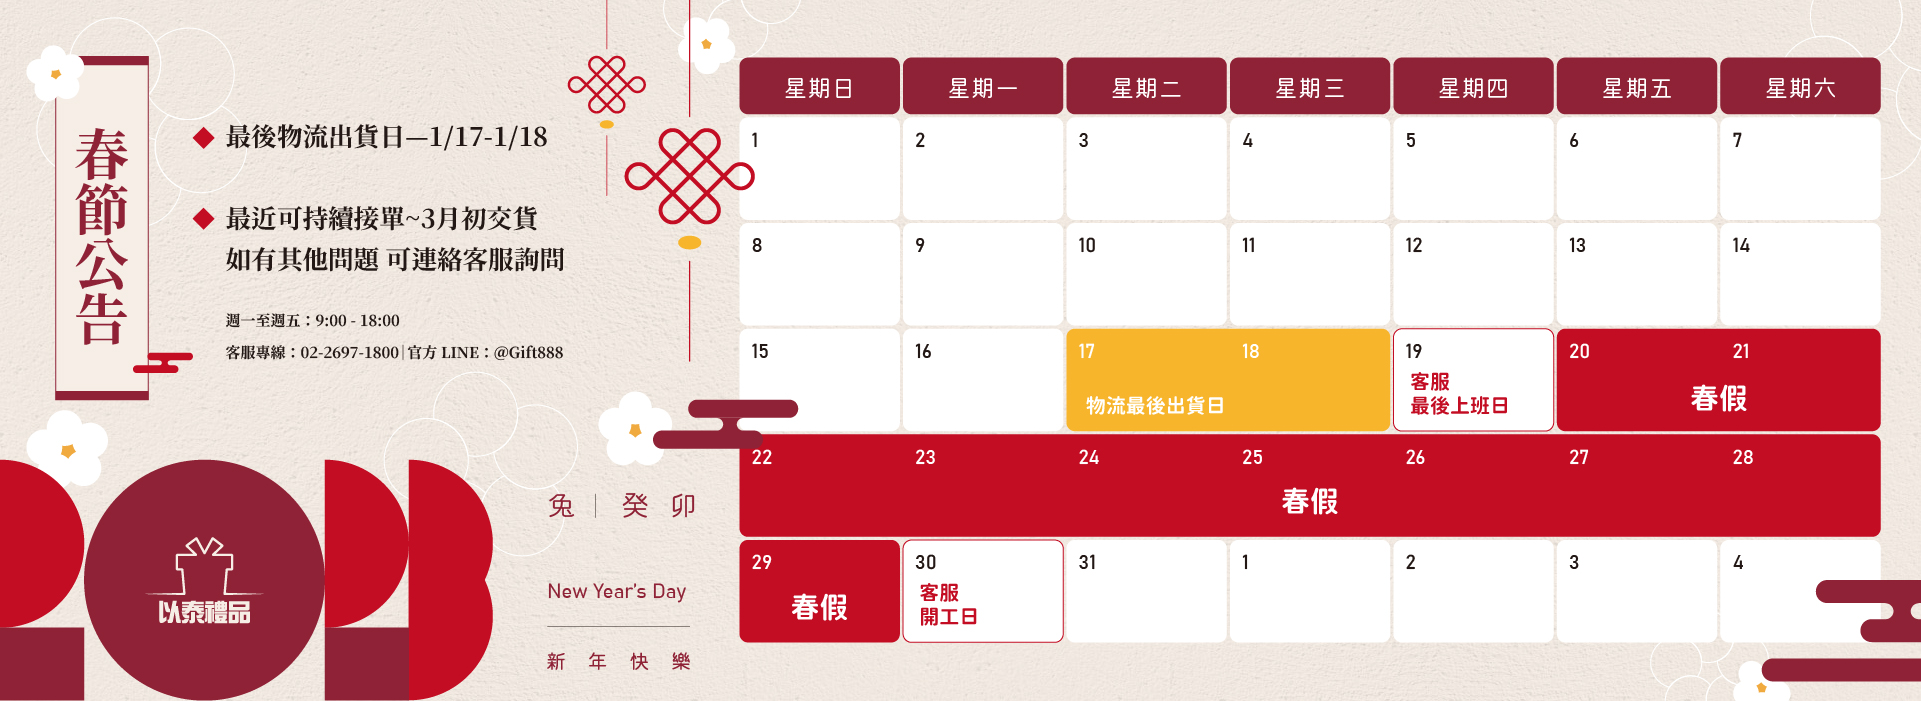 春節公告
◆ 最後物流出貨日—1/17-1/18
◆ 最近可持續接單~3月初交貨
如有其他問題 可連絡客服詢問
週一至週五：9:00 - 18:00
客服專線：02-2697-1800|官方 LINE：@Gift888
2023
以泰禮品
兔｜癸卯
New Year's Day
新年快樂
星期日 星期一 星期二 星期三 星期四 星期五 星期六
1 2 3 4 5 6 7
8 9 10 11 12 13 14
15 16 17 18 19 20 21
物流最後出貨日
客服
最後上班日
春假
22 23 24 25 26 27 28
春假
29 30 31 1 2 3 4
春假
客服
開工日